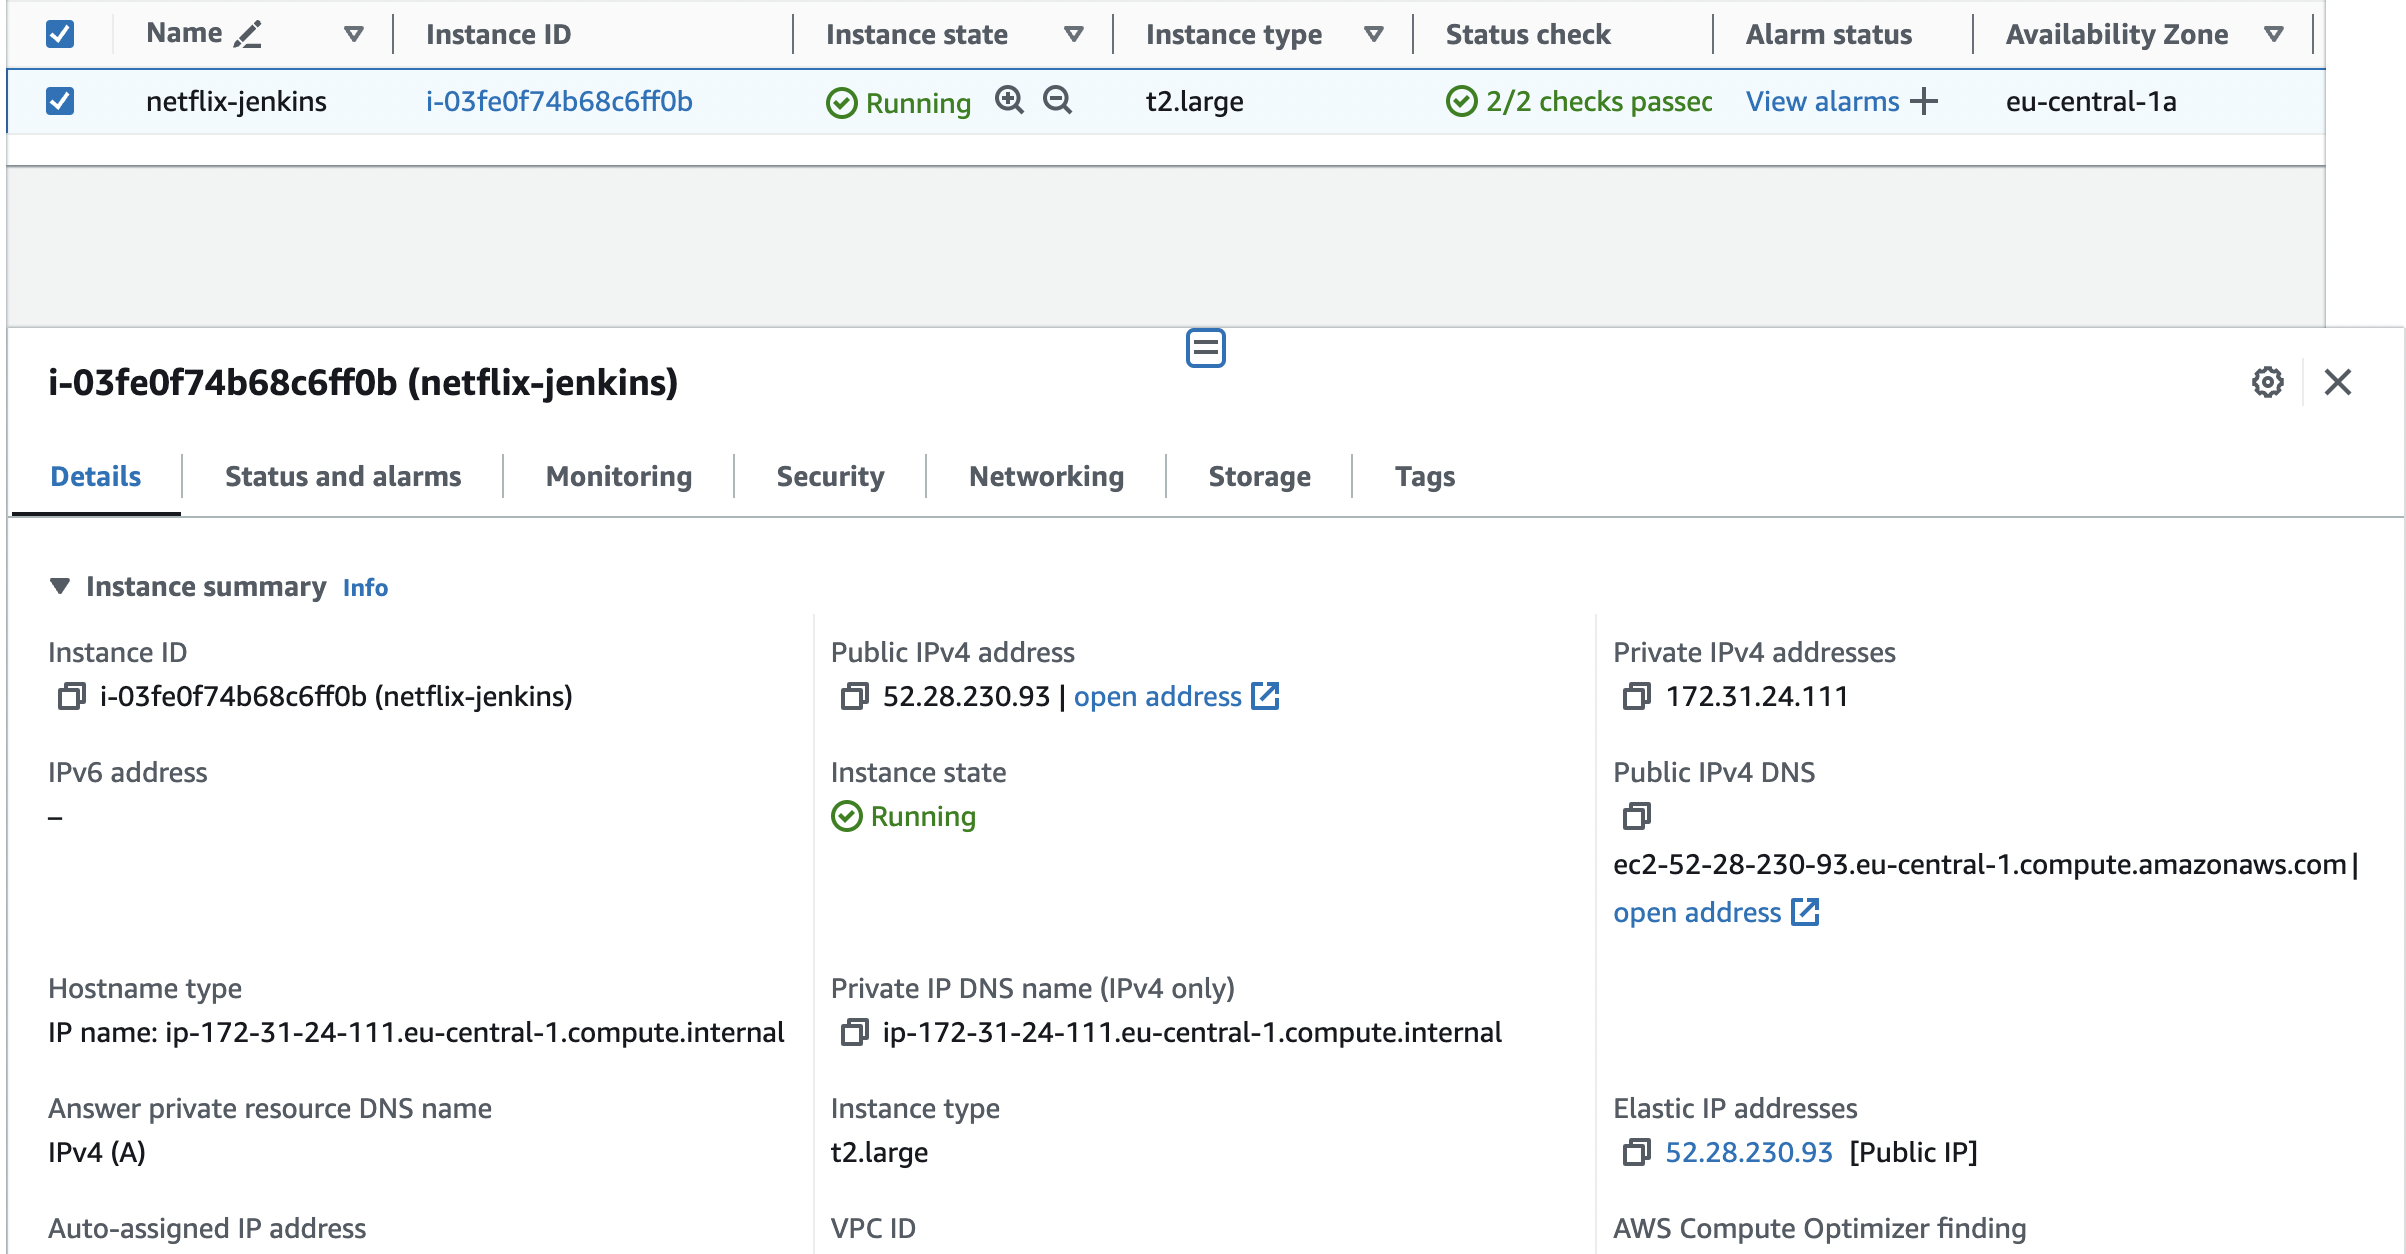 Name Instance ID Instance state Instance type Status check Alarm status Availability Zone
netflix-jenkins i-03fe0f74b68c6ff0b Running t2.large 2/2 checks passec View alarms + eu-central-1a
i-03fe0f74b68c6ff0b (netflix-jenkins)
Details Status and alarms Monitoring Security Networking Storage Tags
Instance summary Info
Instance ID
i-03fe0f74b68c6ff0b (netflix-jenkins)
Public IPv4 address
52.28.230.93 | open address
Private IPv4 addresses
172.31.24.111
IPv6 address
–
Instance state
Running
Public IPv4 DNS
ec2-52-28-230-93.eu-central-1.compute.amazonaws.com |
open address
Hostname type
IP name: ip-172-31-24-111.eu-central-1.compute.internal
Private IP DNS name (IPv4 only)
ip-172-31-24-111.eu-central-1.compute.internal
Answer private resource DNS name
IPv4 (A)
Instance type
t2.large
Elastic IP addresses
52.28.230.93 [Public IP]
Auto-assigned IP address
VPC ID
AWS Compute Optimizer finding